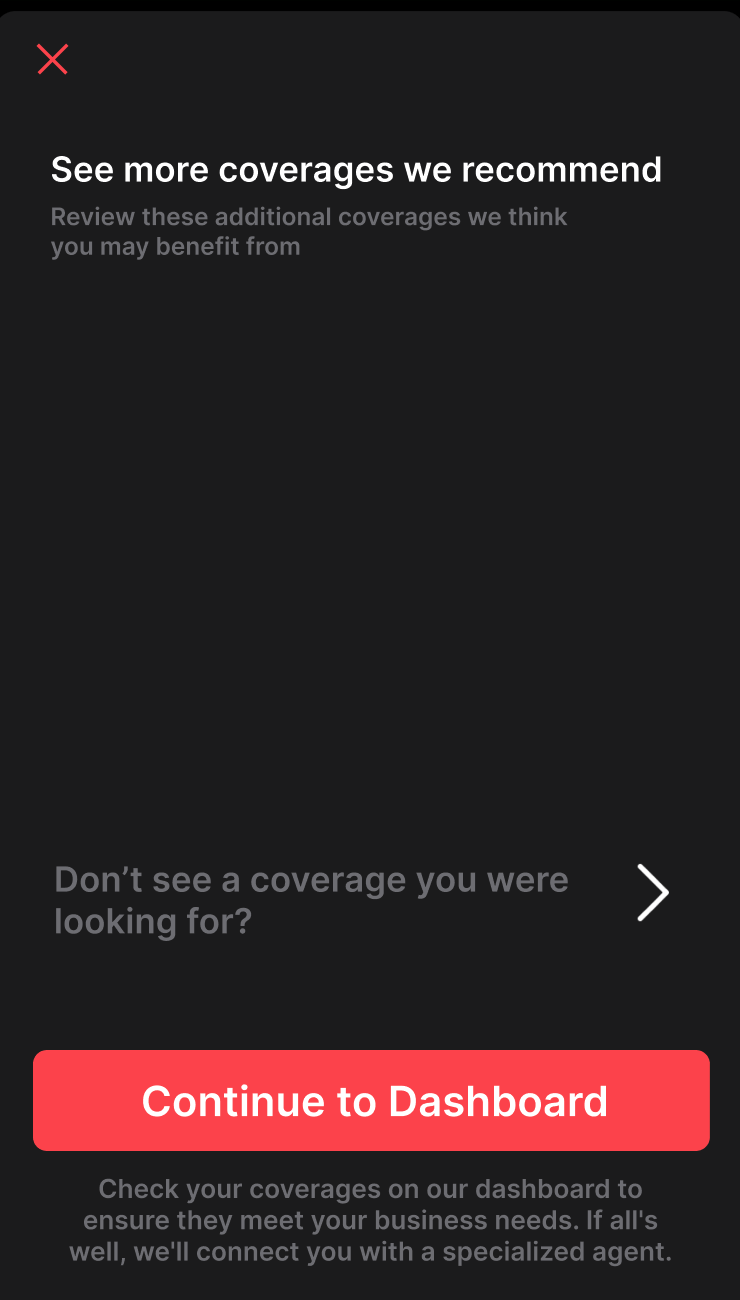 See more coverages we recommend
Review these additional coverages we think
you may benefit from
Don’t see a coverage you were
looking for?
Continue to Dashboard
Check your coverages on our dashboard to
ensure they meet your business needs. If all's
well, we'll connect you with a specialized agent.